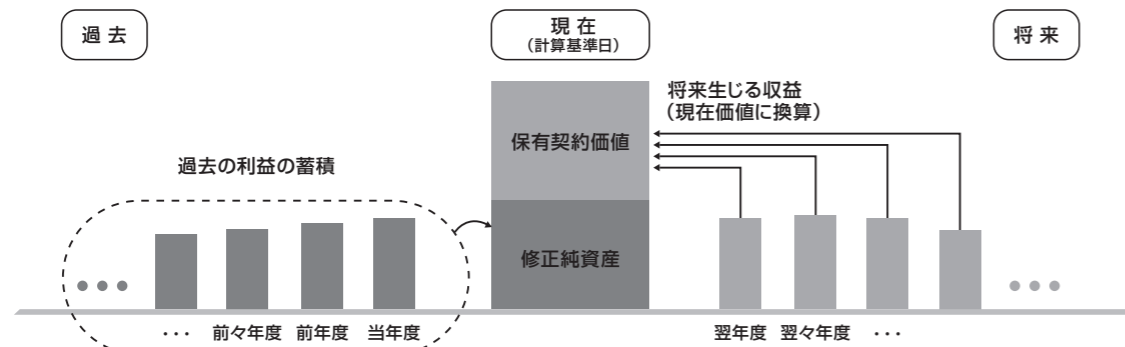 過 去
現 在
（計算基準日）
将 来
将来生じる収益
（現在価値に換算）
保有契約価値
過去の利益の蓄積
修正純資産
･･･ 前々年度 前年度 当年度
翌年度 翌々年度 ･･･